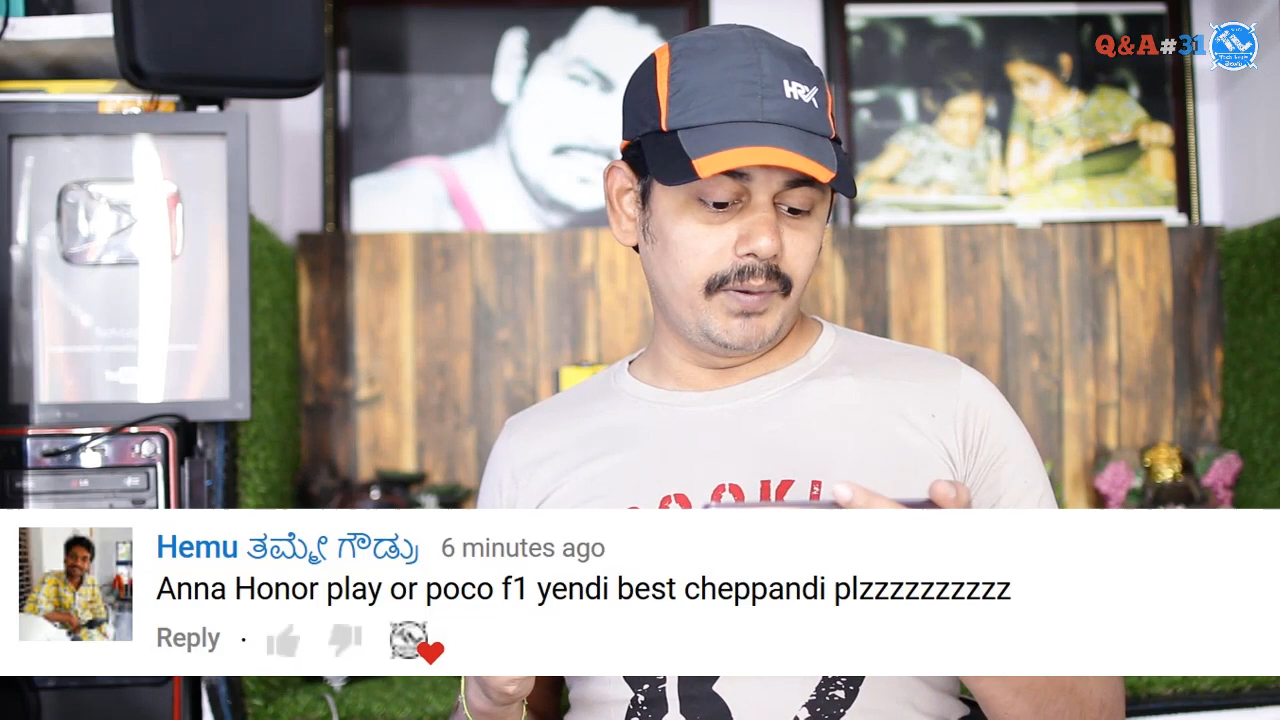 Q&A#31
HRX
Hemu ತಮ್ಮೇ ಗೌಡ್ರು 6 minutes ago
Anna Honor play or poco f1 yendi best cheppandi plzzzzzzzzzz
Reply ·